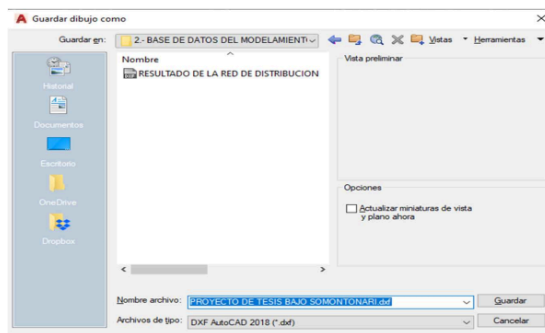 Guardar dibujo como
Guardar en: 2.- BASE DE DATOS DEL MODELAMIENT Vistas Herramientas
Nombre
RESULTADO DE LA RED DE DISTRIBUCION
Vista preliminar
Historial
Documentos
Escritorio
OneDrive
Dropbox
Opciones
Actualizar miniaturas de vista
y plano ahora
Nombre archivo: PROYECTO DE TESIS BAJO SOMONTONARI.dxf Guardar
Archivos de tipo: DXF AutoCAD 2018 (*.dxf) Cancelar